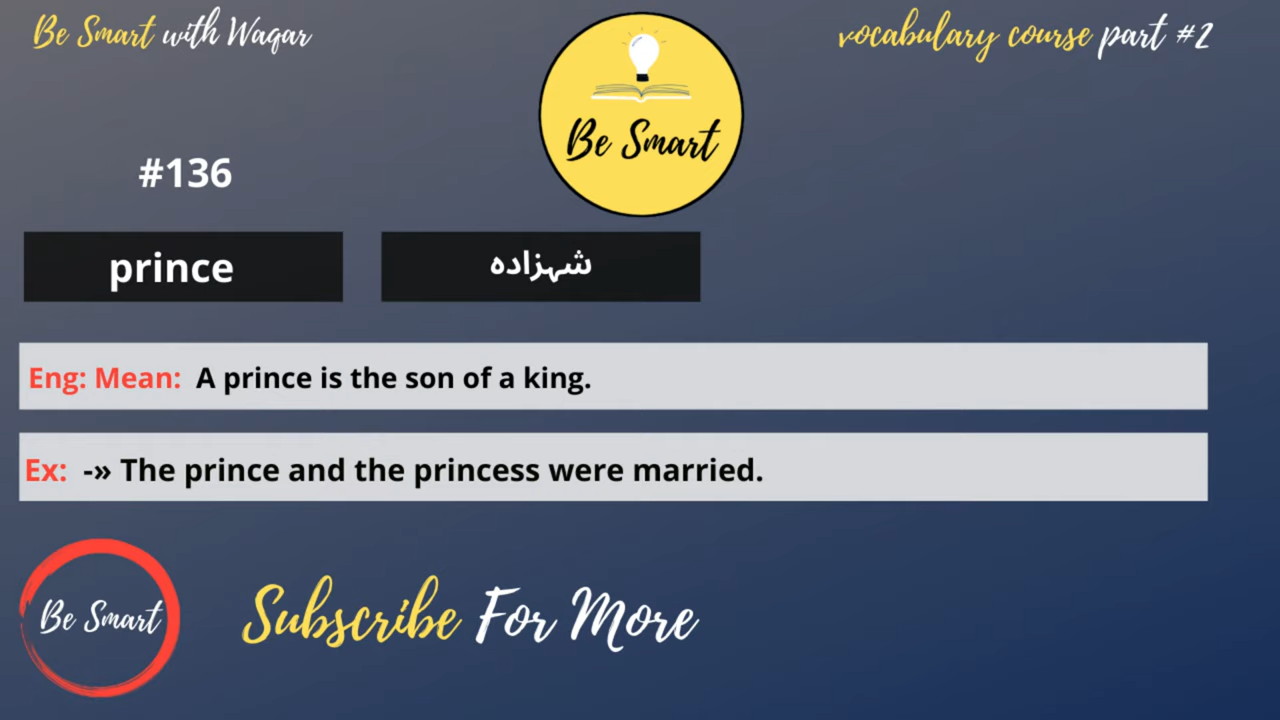 Be Smart with Waqar
vocabulary course part #2
Be Smart
#136
prince
شہزادہ
Eng: Mean: A prince is the son of a king.
Ex: -» The prince and the princess were married.
Be Smart
Subscribe For More